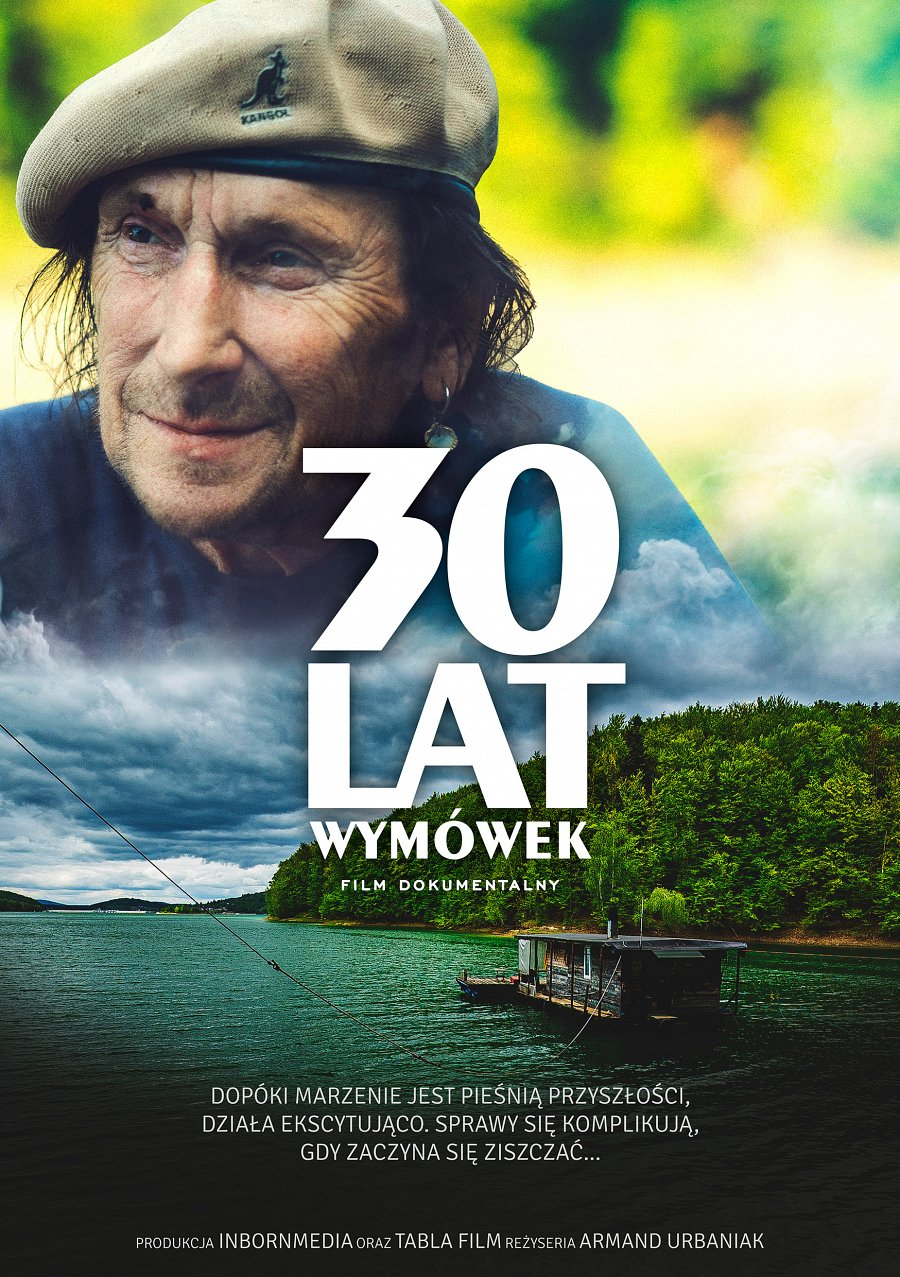 KANGOL
30
LAT
WYMÓWEK
FILM DOKUMENTALNY
DOPÓKI MARZENIE JEST PIEŚNIĄ PRZYSZŁOŚCI,
DZIAŁA EKSCYTUJĄCO. SPRAWY SIĘ KOMPLIKUJĄ,
GDY ZACZYNA SIĘ ZISZCZAĆ...
PRODUKCJA INBORNMEDIA ORAZ TABLA FILM REŻYSERIA ARMAND URBANIAK